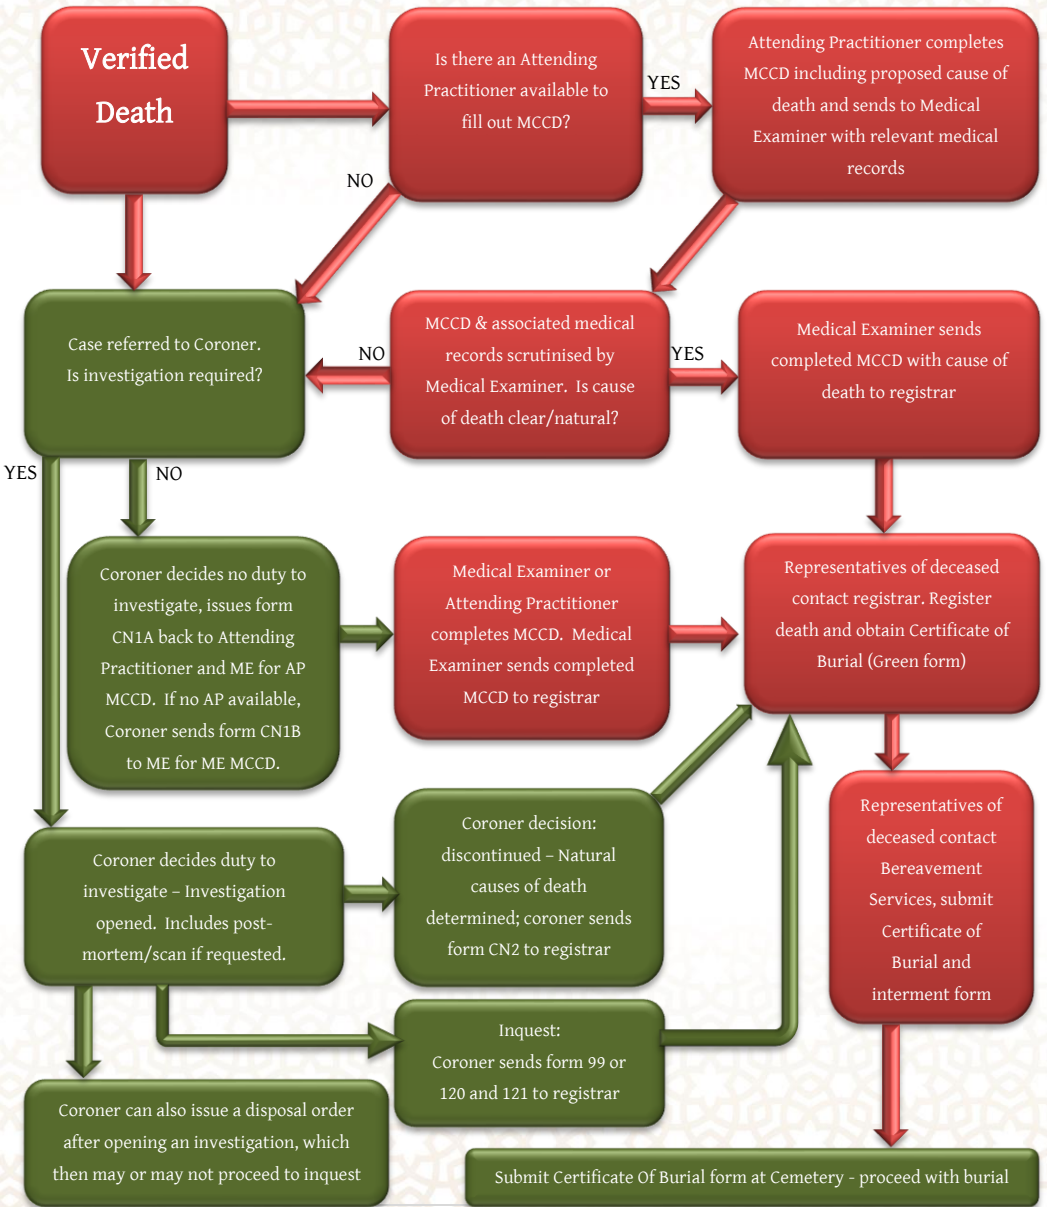 Verified
Death
Is there an Attending
Practitioner available to
fill out MCCD?
YES
Attending Practitioner completes
MCCD including proposed cause of
death and sends to Medical
Examiner with relevant medical
records
NO
Case referred to Coroner.
Is investigation required?
NO
MCCD & associated medical
records scrutinised by
Medical Examiner.  Is cause
of death clear/natural?
YES
Medical Examiner sends
completed MCCD with cause of
death to registrar
YES
NO
Coroner decides no duty to
investigate, issues form
CN1A back to Attending
Practitioner and ME for AP
MCCD.  If no AP available,
Coroner sends form CN1B
to ME for ME MCCD.
Medical Examiner or
Attending Practitioner
completes MCCD.  Medical
Examiner sends completed
MCCD to registrar
Representatives of deceased
contact registrar. Register
death and obtain Certificate of
Burial (Green form)
Coroner decides duty to
investigate – Investigation
opened.  Includes post-
mortem/scan if requested.
Coroner decision:
discontinued – Natural
causes of death
determined; coroner sends
form CN2 to registrar
Representatives of
deceased contact
Bereavement
Services, submit
Certificate of
Burial and
interment form
Inquest:
Coroner sends form 99 or
120 and 121 to registrar
Coroner can also issue a disposal order
after opening an investigation, which
then may or may not proceed to inquest
Submit Certificate Of Burial form at Cemetery - proceed with burial